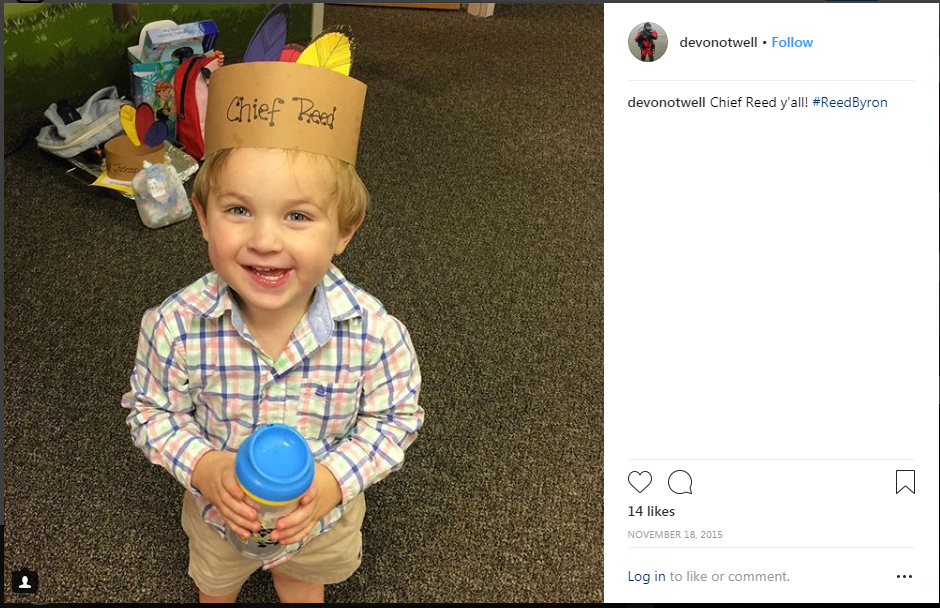 Chief Reed
devonotwell • Follow
devonotwell Chief Reed y'all! #ReedByron
14 likes
NOVEMBER 18, 2015
Log in to like or comment.